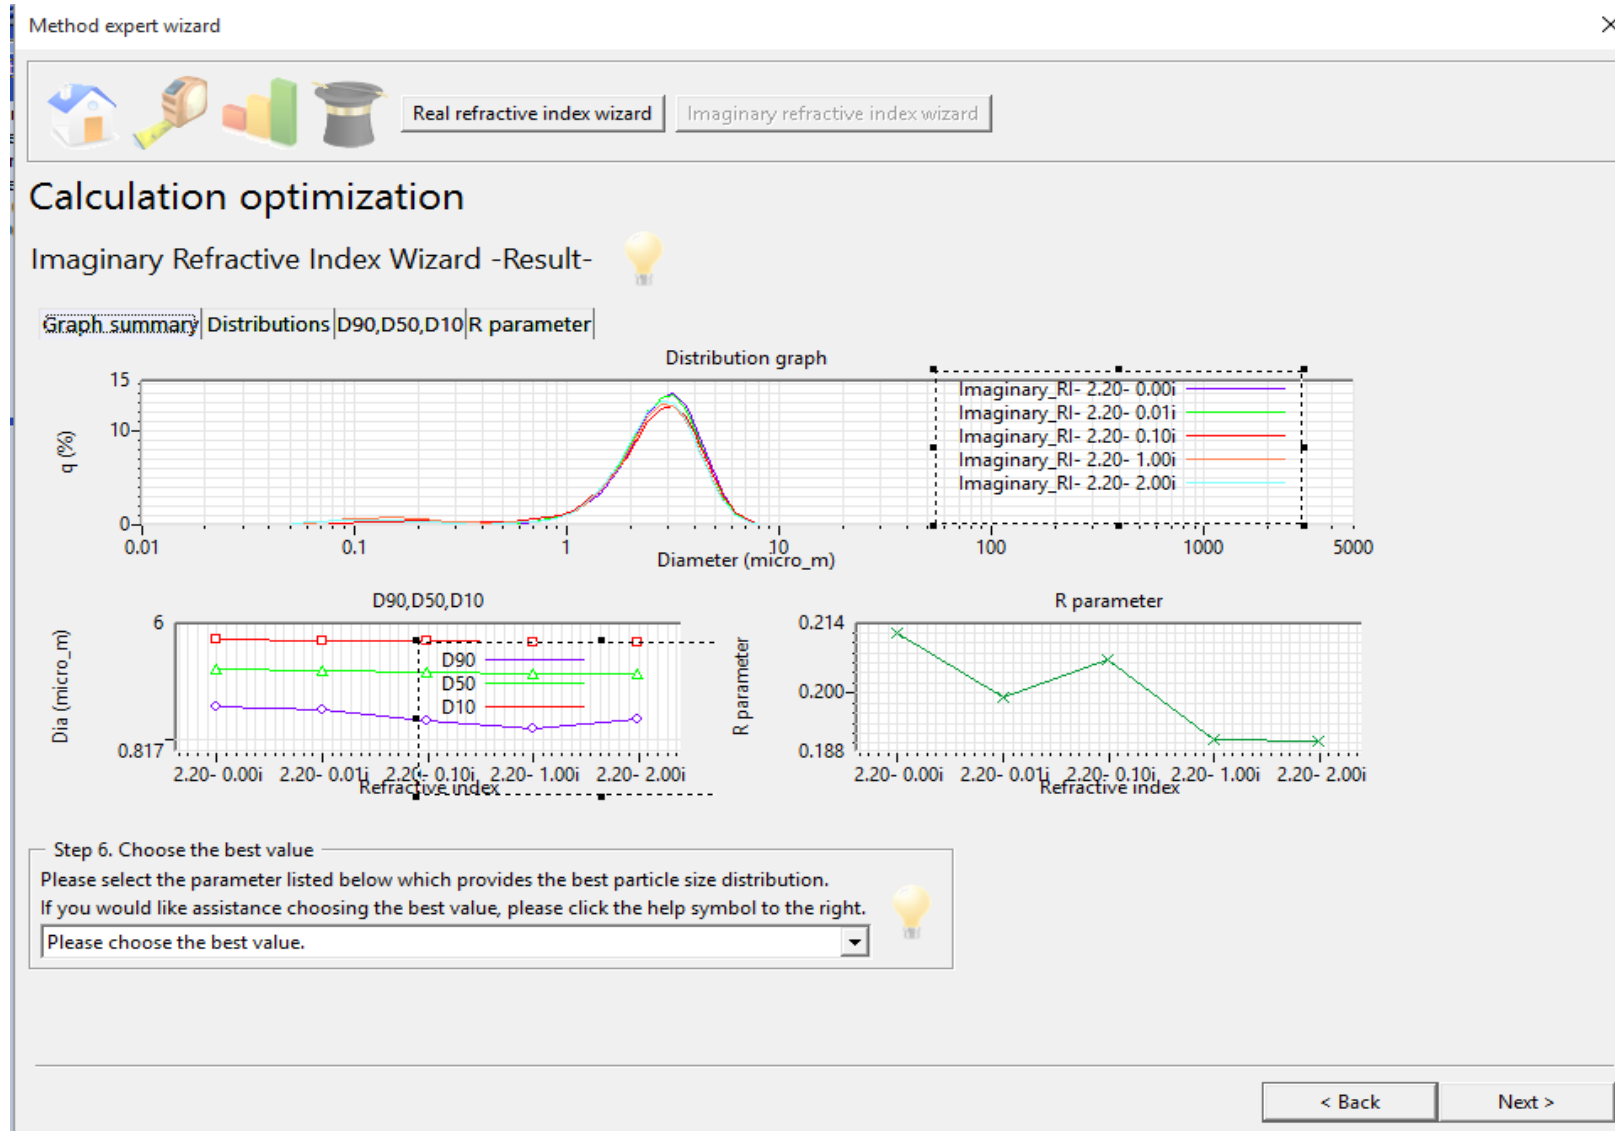 Method expert wizard
Real refractive index wizard
Imaginary refractive index wizard
Calculation optimization
Imaginary Refractive Index Wizard -Result-
Graph summary
Distributions
D90,D50,D10
R parameter
Distribution graph
15
10
0
q (%)
Imaginary_RI- 2.20- 0.00i
Imaginary_RI- 2.20- 0.01i
Imaginary_RI- 2.20- 0.10i
Imaginary_RI- 2.20- 1.00i
Imaginary_RI- 2.20- 2.00i
0.01 0.1 1 10 100 1000 5000
Diameter (micro_m)
D90,D50,D10
6
0.817
Dia (micro_m)
D90
D50
D10
2.20- 0.00i 2.20- 0.01i 2.20- 0.10i 2.20- 1.00i 2.20- 2.00i
Refractive index
R parameter
0.214
0.200
0.188
R parameter
2.20- 0.00i 2.20- 0.01i 2.20- 0.10i 2.20- 1.00i 2.20- 2.00i
Refractive index
Step 6. Choose the best value
Please select the parameter listed below which provides the best particle size distribution.
If you would like assistance choosing the best value, please click the help symbol to the right.
Please choose the best value.
< Back
Next >